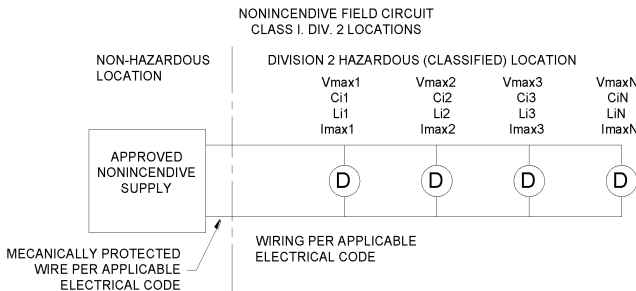 NONINCENDIVE FIELD CIRCUIT
CLASS I. DIV. 2 LOCATIONS
NON-HAZARDOUS
LOCATION
DIVISION 2 HAZARDOUS (CLASSIFIED) LOCATION
Vmax1
Ci1
Li1
Imax1
Vmax2
Ci2
Li2
Imax2
Vmax3
Ci3
Li3
Imax3
VmaxN
CiN
LiN
ImaxN
APPROVED
NONINCENDIVE
SUPPLY
D
D
D
D
MECANICALLY PROTECTED
WIRE PER APPLICABLE
ELECTRICAL CODE
WIRING PER APPLICABLE
ELECTRICAL CODE